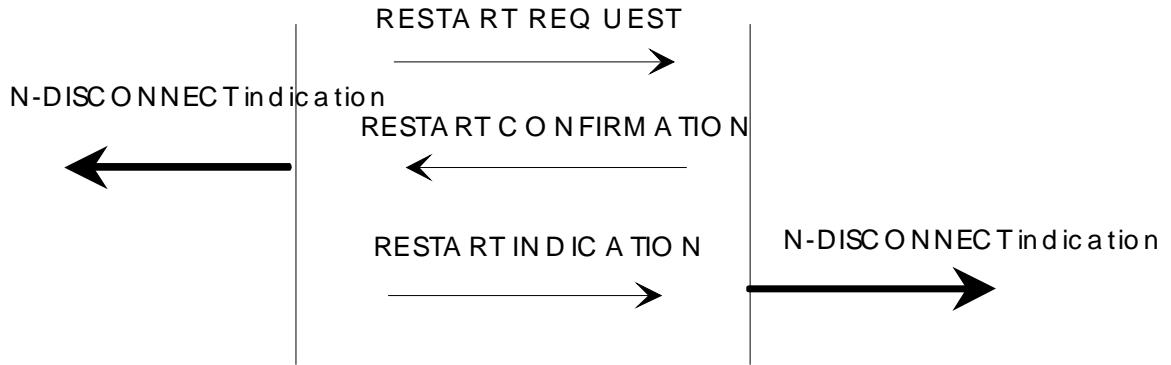 RESTART REQUEST
N-DISCONNECT indication
RESTART CONFIRMATION
RESTART INDICATION
N-DISCONNECT indication